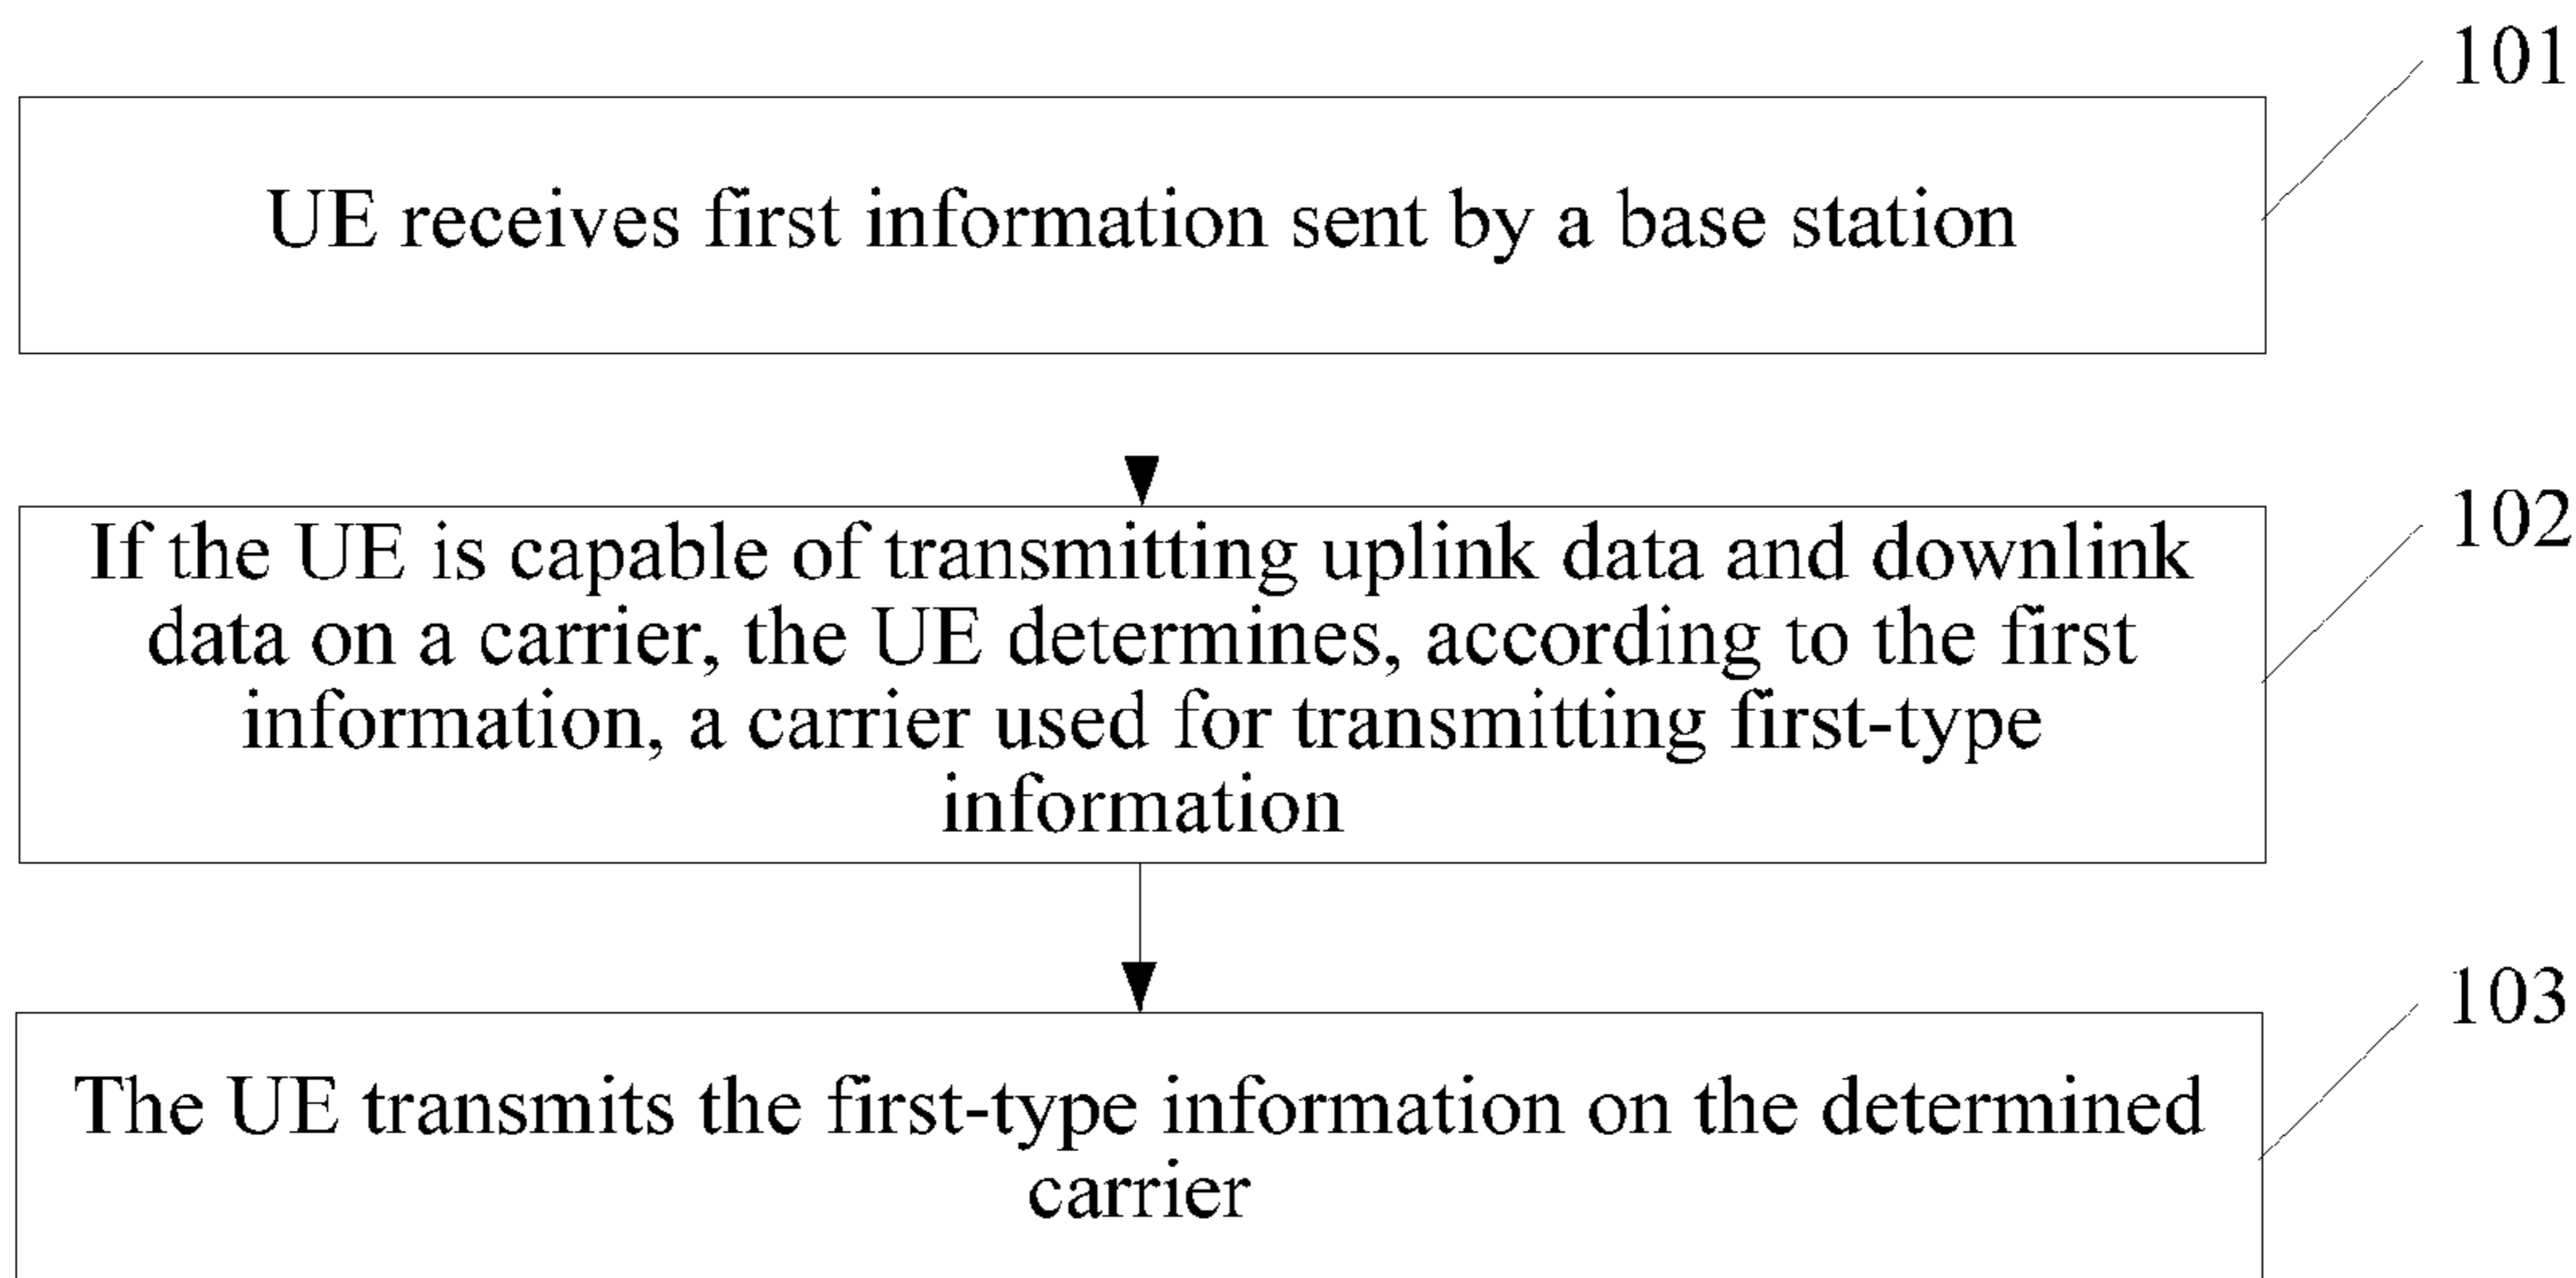 101
UE receives first information sent by a base station
102
If the UE is capable of transmitting uplink data and downlink
data on a carrier, the UE determines, according to the first
information, a carrier used for transmitting first-type
information
103
The UE transmits the first-type information on the determined
carrier